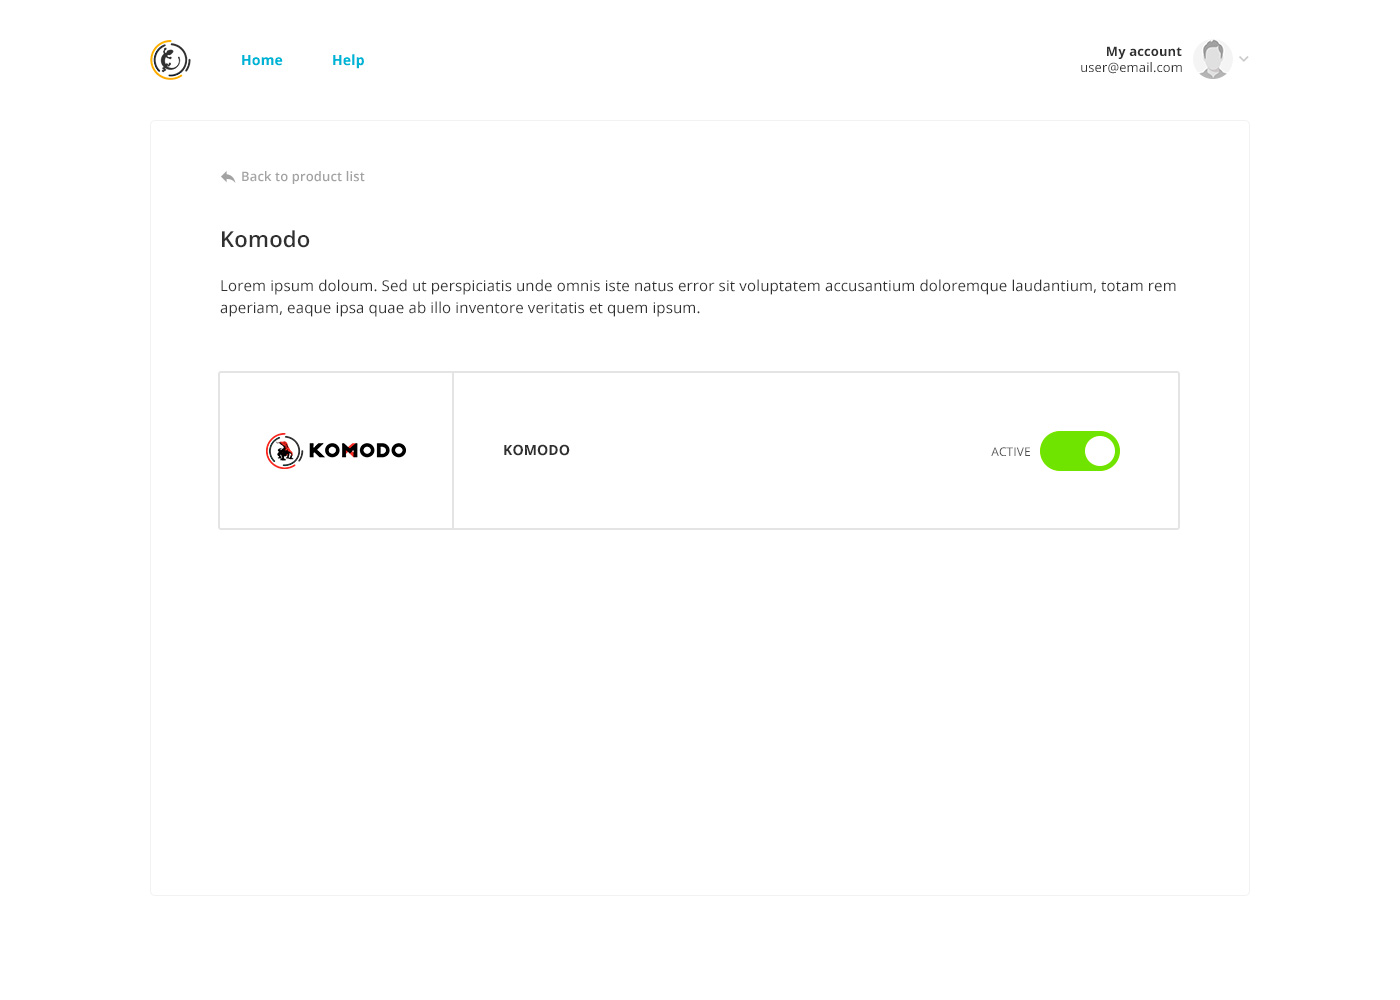 Home
Help
My account
user@email.com
Back to product list
Komodo
Lorem ipsum doloum. Sed ut perspiciatis unde omnis iste natus error sit voluptatem accusantium doloremque laudantium, totam rem
aperiam, eaque ipsa quae ab illo inventore veritatis et quem ipsum.
KOMODO
KOMODO
ACTIVE